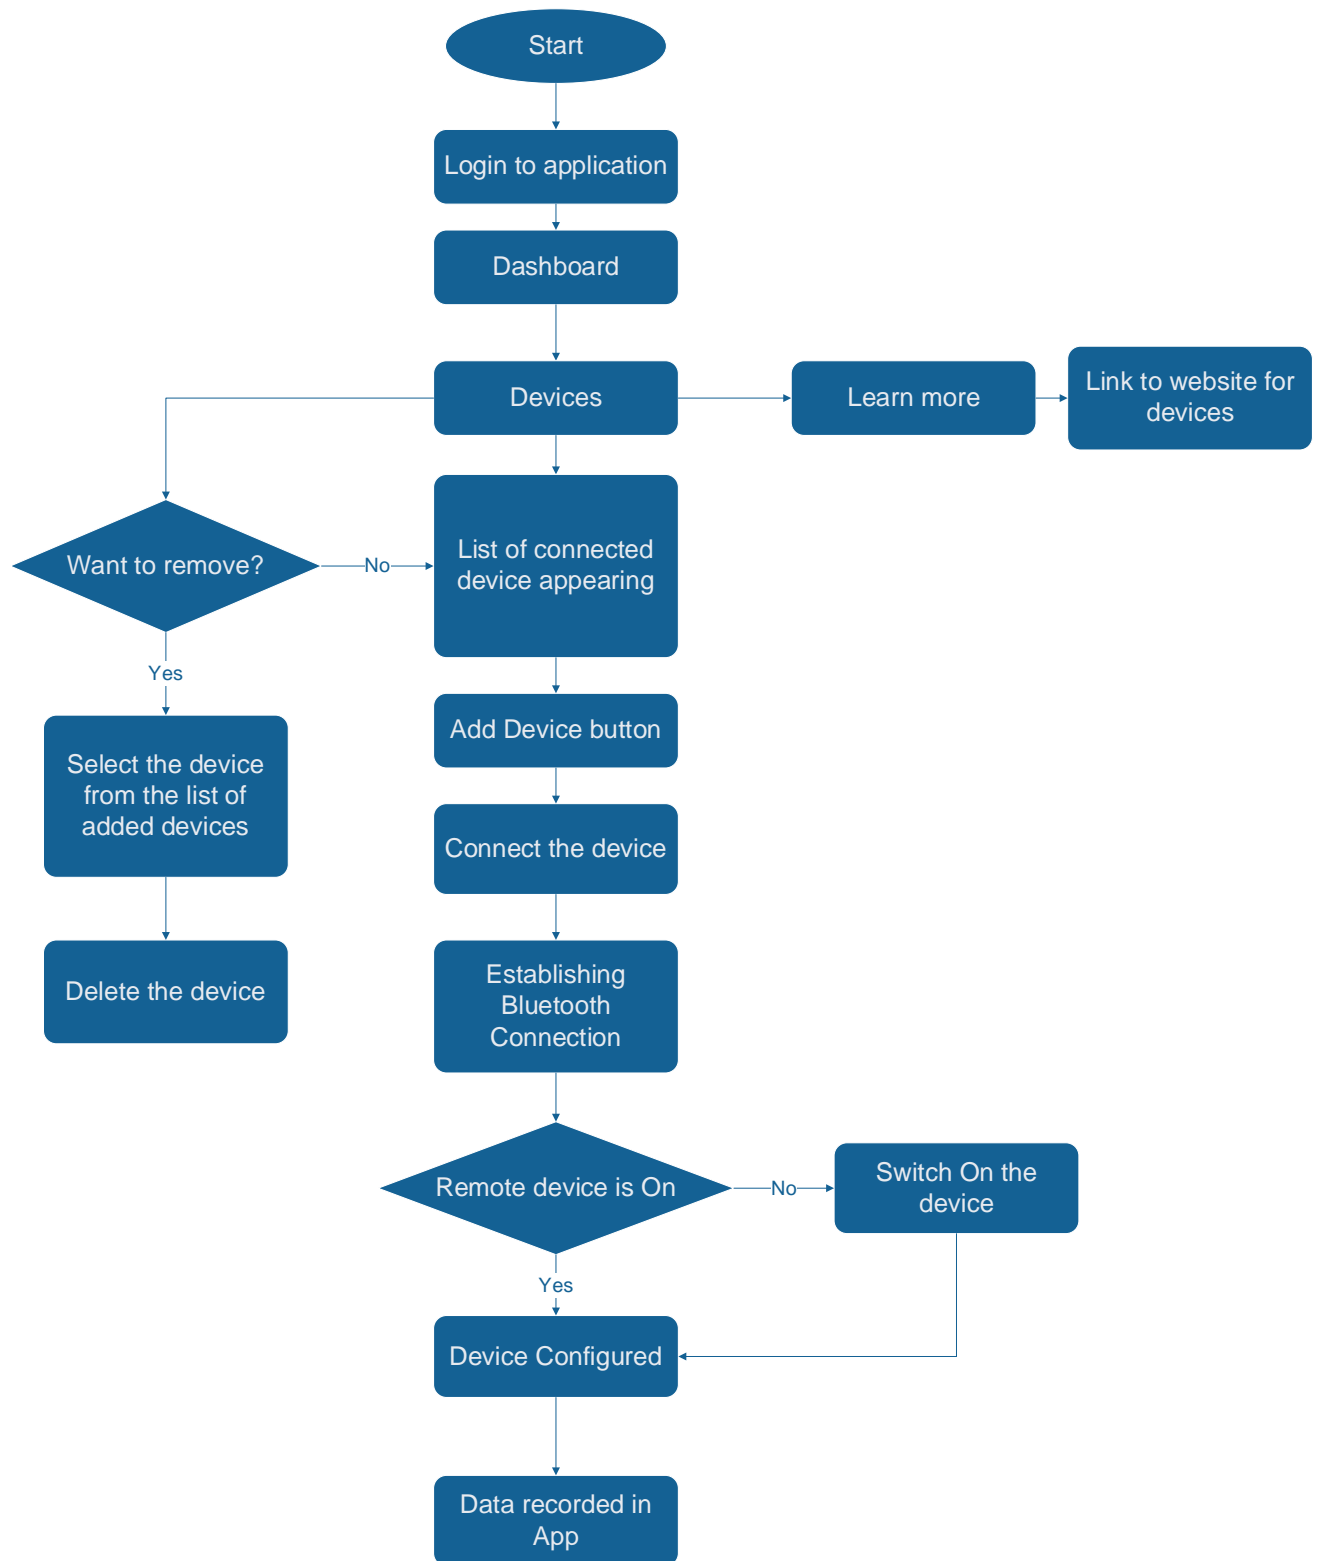 Start
Login to application
Dashboard
Devices
Learn more
Link to website for
devices
Want to remove?
No
List of connected
device appearing
Yes
Add Device button
Select the device
from the list of
added devices
Connect the device
Delete the device
Establishing
Bluetooth
Connection
Remote device is On
No
Switch On the
device
Yes
Device Configured
Data recorded in
App